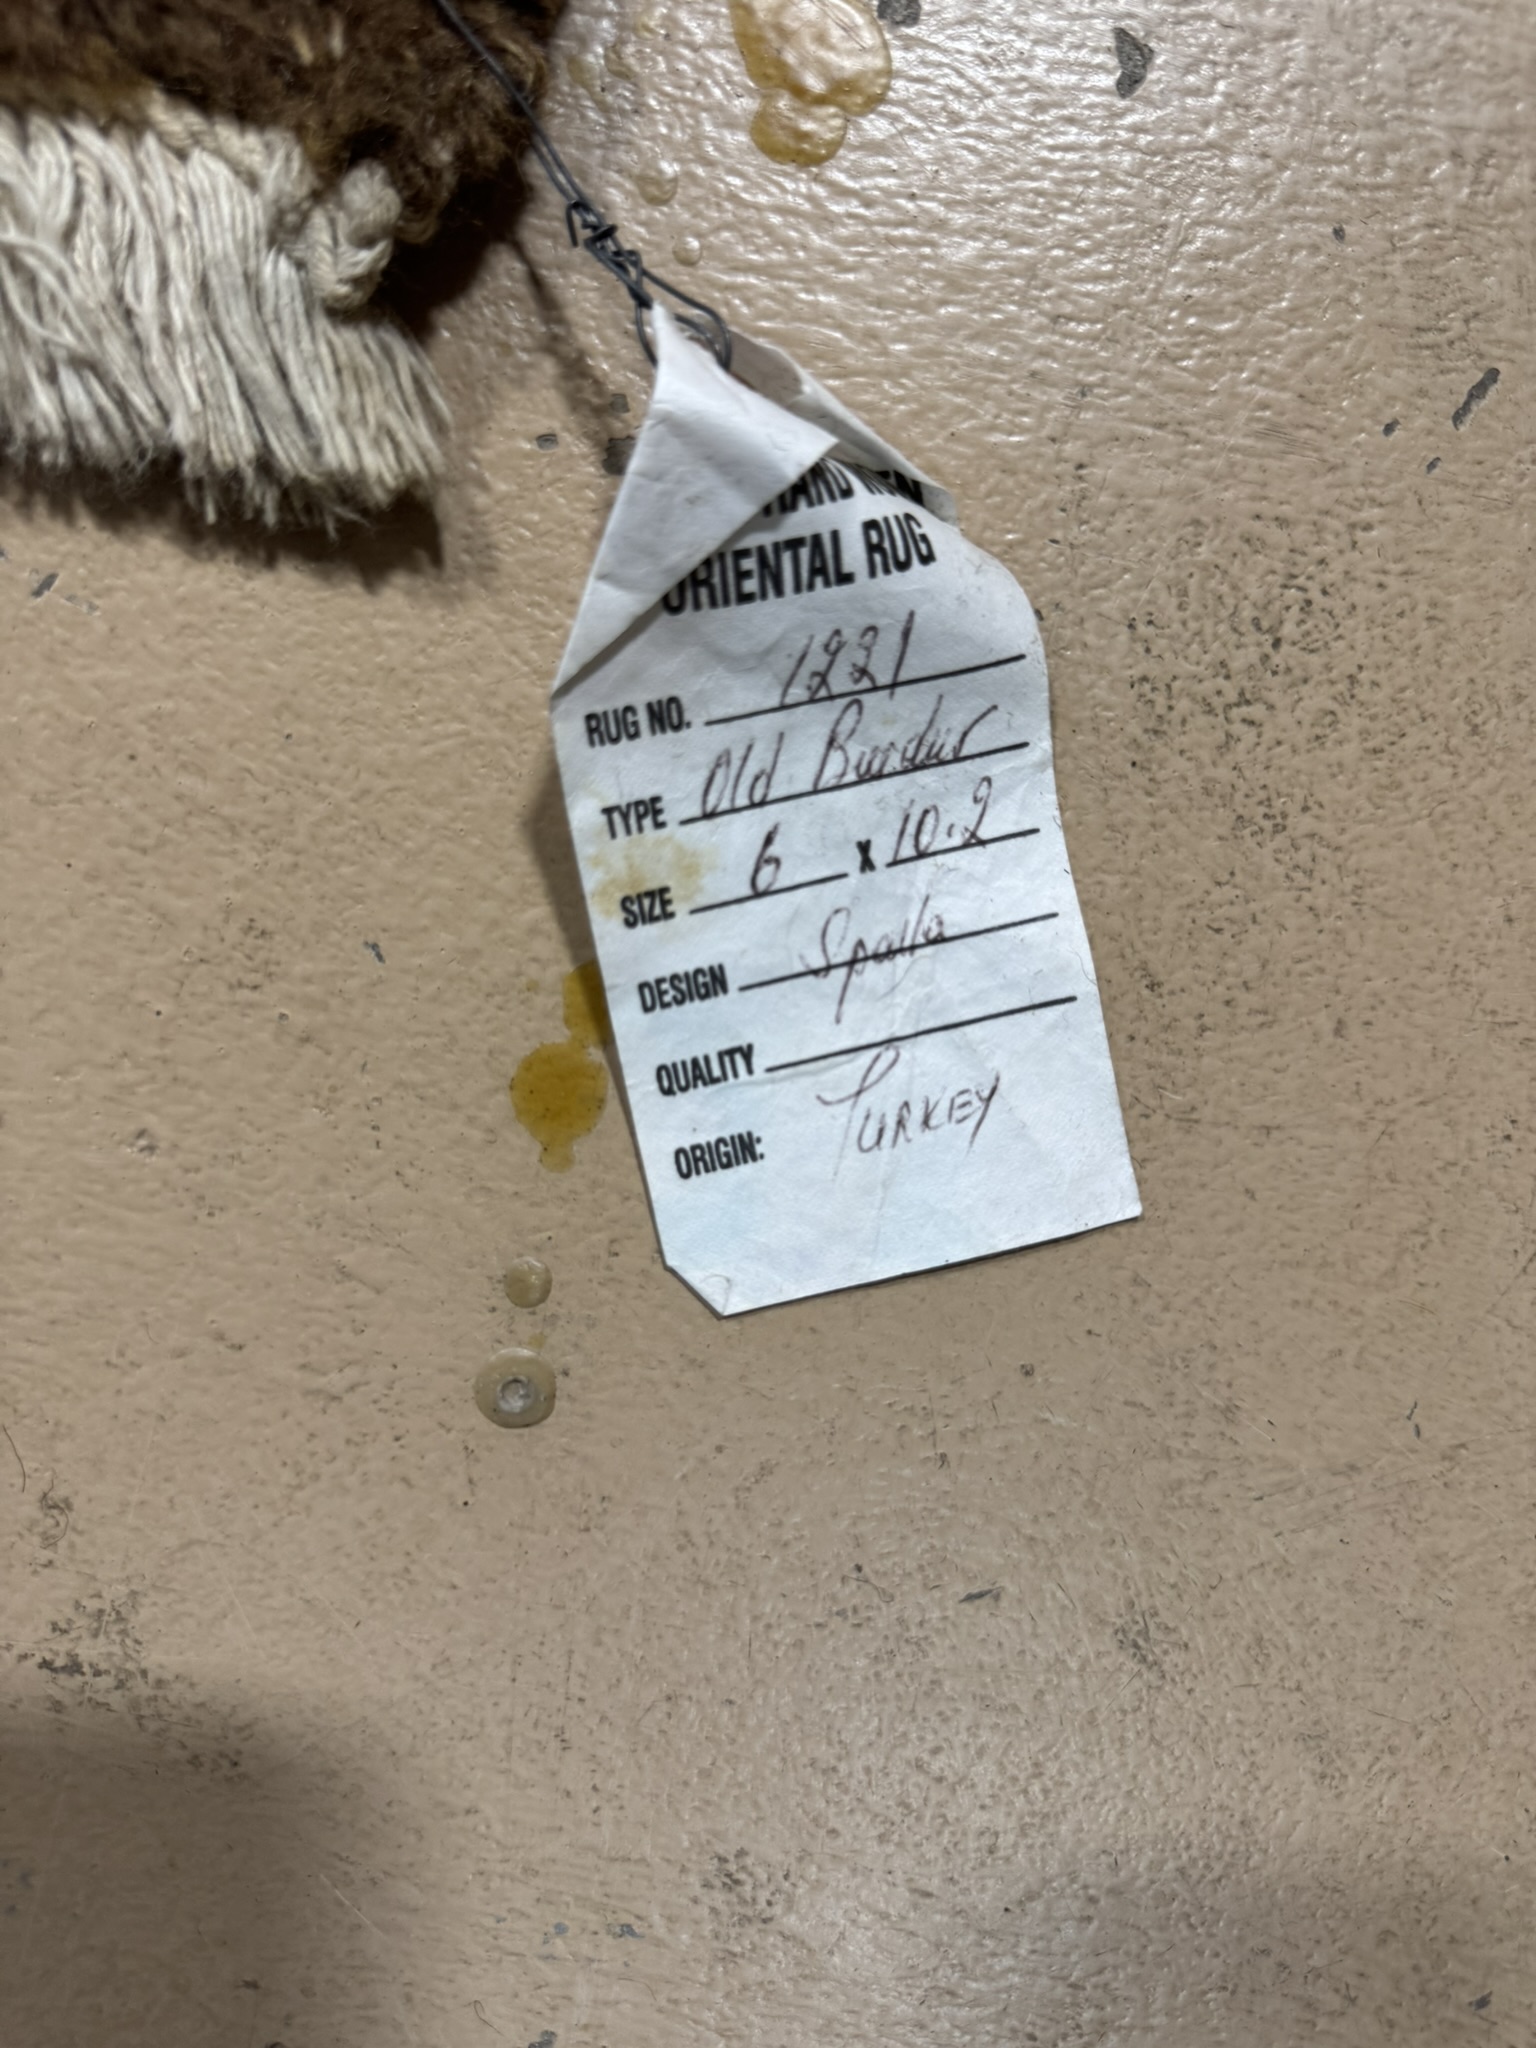 ORIENTAL RUG
RUG NO. 1221
TYPE Old Burdur
SIZE 6 x 10.2
DESIGN
QUALITY
ORIGIN: TURKEY